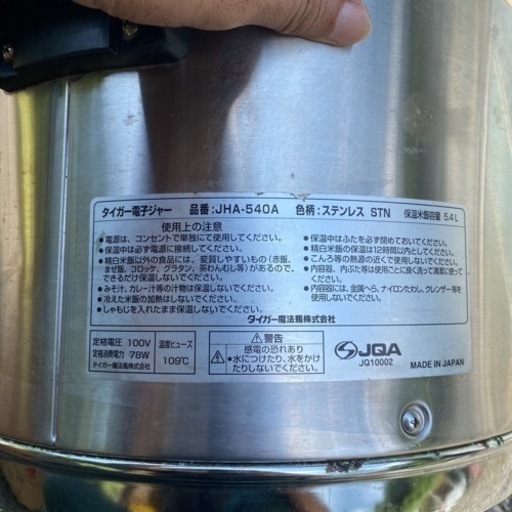 タイガー電子ジャー 品番:JHA-540A 色柄:ステンレス STN 保温米飯容量 5.4L
使用上の注意
●電源は、コンセントで単独にて使用してください。
●保温中は必ず電源に接続してください。
●精白米飯以外の食品には、変質しやすいもの(赤飯、
まぜ飯、コロッケ、グラタン、茶わんむし等)があるので、
できるだけ保温しないでください。
●みそ汁、カレー汁等の汁物は保温しないでください。
●冷えた米飯の加熱はしないでください。
●しゃもじを入れたまま保温しないでください。
●保温中はふたを必ず閉めておいてください。
●精白米飯の保温は12時間以内としてください。
●こんろ等の熱源の近くで使用しないでください。
●内容器、内ぶた等は使用ごとに良く洗って清潔に使って
ください。
●内容器には、金属へら、ナイロンたわし、クレンザー等を
使用しないでください。
タイガー魔法瓶株式会社
定格電圧 100V
定格消費電力 78W
タイガー魔法瓶株式会社
温度ヒューズ
109℃
警告
感電の恐れあり
●水につけたり、水をかけ
たりしないでください。
JQA
JQ10002
MADE IN JAPAN